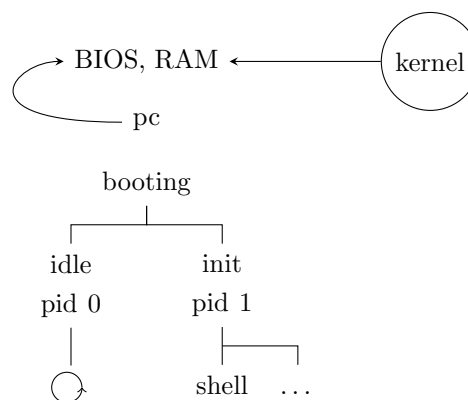 BIOS, RAM
kernel
pc
booting
idle
init
pid 0
pid 1
shell
...